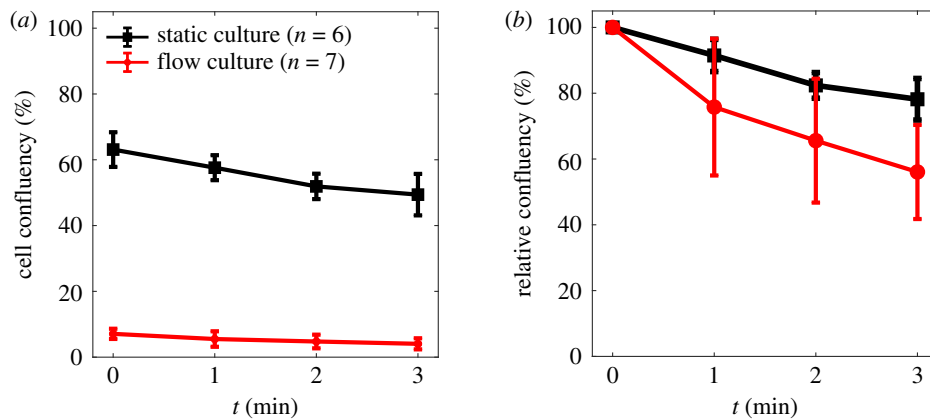 (a)
100
80
60
40
20
0
cell confluency (%)
static culture (n = 6)
flow culture (n = 7)
0 1 2 3
t (min)
(b)
100
80
60
40
20
0
relative confluency (%)
0 1 2 3
t (min)